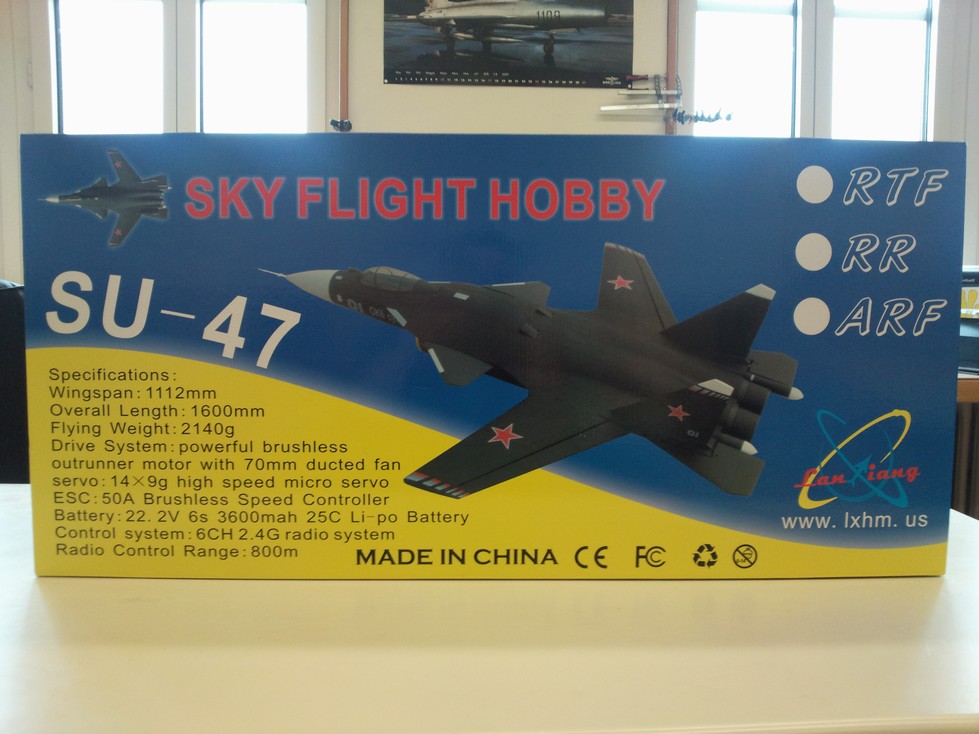 1109
SKY FLIGHT HOBBY
RTF
RR
ARF
SU-47
Specifications:
Wingspan:1112mm
Overall Length:1600mm
Flying Weight:2140g
Drive System:powerful brushless
outrunner motor with 70mm ducted fan
servo:14×9g high speed micro servo
ESC:50A Brushless Speed Controller
Battery:22.2V 6s 3600mah 25C Li-po Battery
Control system:6CH 2.4G radio system
Radio Control Range:800m
MADE IN CHINA CE FC
LanXiang
www.lxhm.us